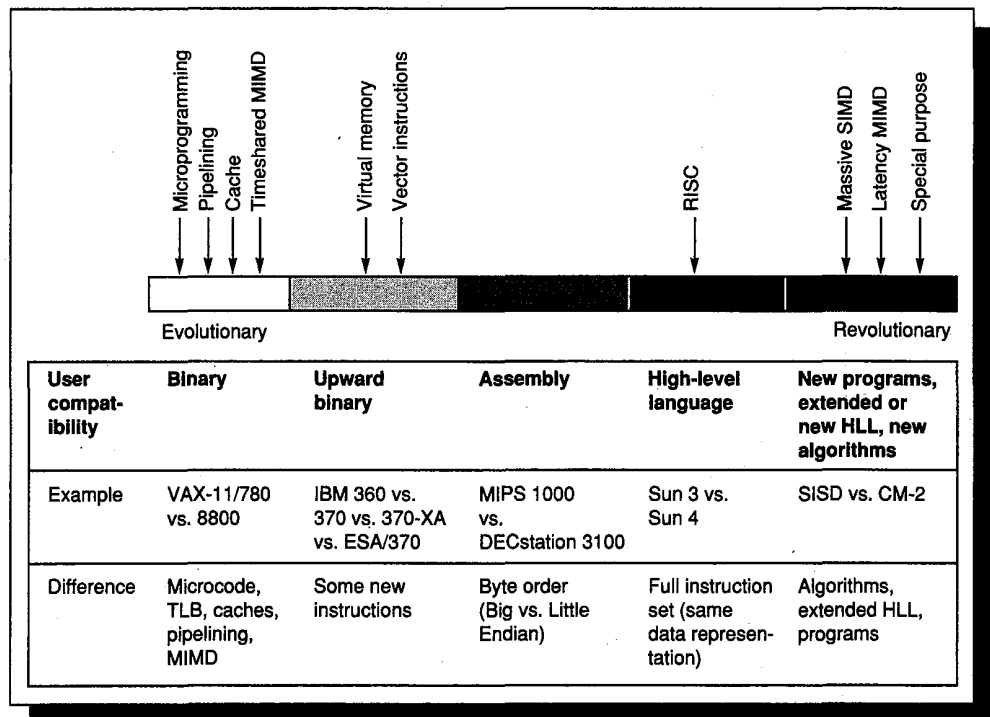 Microprogramming
Pipelining
Cache
Timeshared MIMD
Virtual memory
Vector instructions
RISC
Massive SIMD
Latency MIMD
Special purpose
Evolutionary
Revolutionary
User
compat-
ibility
Binary
Upward
binary
Assembly
High-level
language
New programs,
extended or
new HLL, new
algorithms
Example
VAX-11/780
vs. 8800
IBM 360 vs.
370 vs. 370-XA
vs. ESA/370
MIPS 1000
vs.
DECstation 3100
Sun 3 vs.
Sun 4
SISD vs. CM-2
Difference
Microcode,
TLB, caches,
pipelining,
MIMD
Some new
instructions
Byte order
(Big vs. Little
Endian)
Full instruction
set (same
data represen-
tation)
Algorithms,
extended HLL,
programs